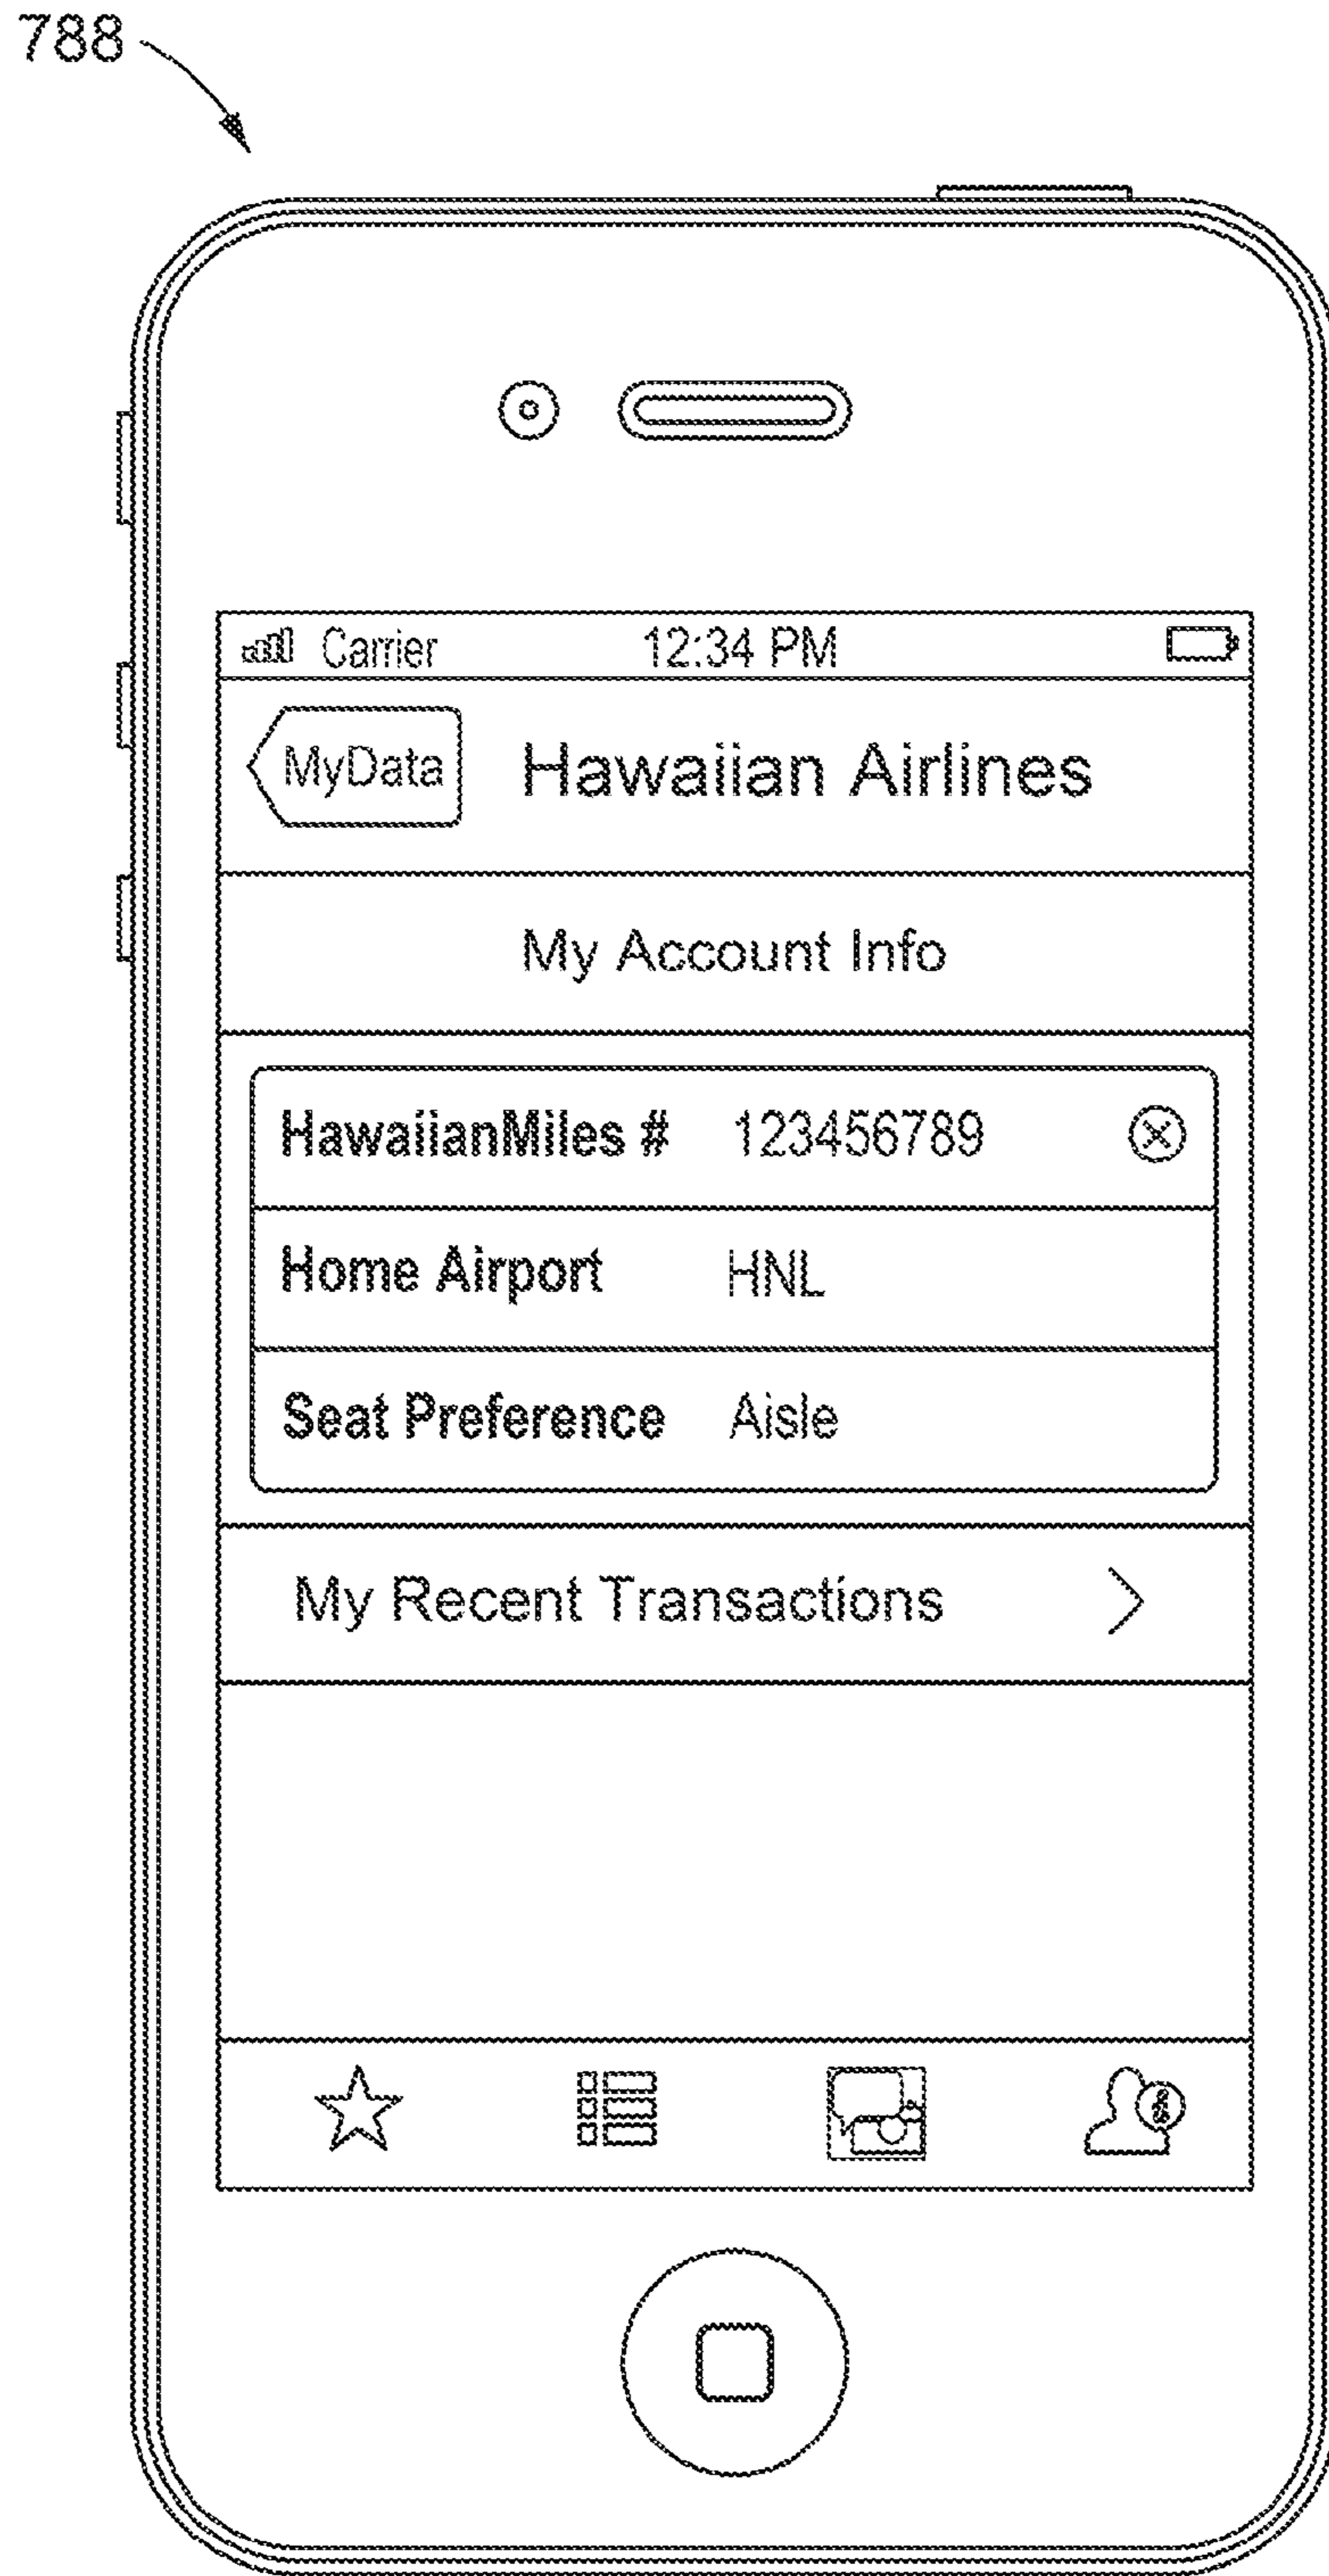 788
Carrier 12:34 PM
MyData Hawaiian Airlines
My Account Info
HawaiianMiles # 123456789
Home Airport HNL
Seat Preference Aisle
My Recent Transactions